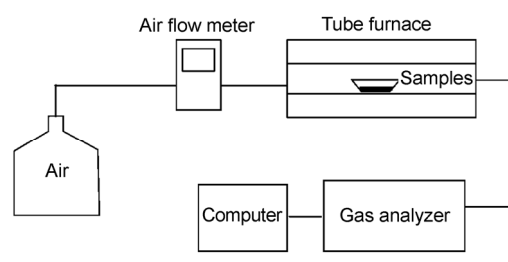 Air flow meter
Tube furnace
Samples
Air
Computer
Gas analyzer